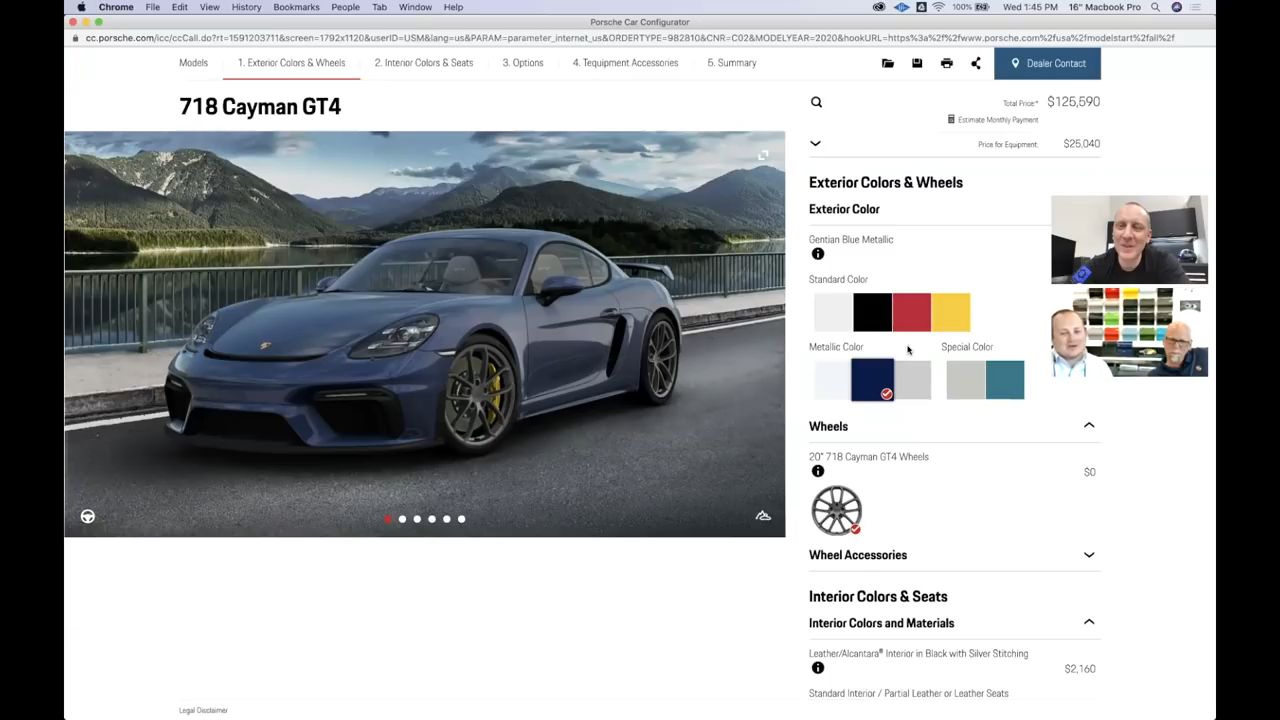 Chrome File Edit View History Bookmarks People Tab Window Help
100% Wed 1:45 PM 16" Macbook Pro
Porsche Car Configurator
cc.porsche.com/icc/ccCall.do?rt=1591203711&screen=1792x1120&userID=USM&lang=us&PARAM=parameter_internet_us&ORDERTYPE=982810&CNR=C02&MODELYEAR=2020&hookURL=https%3a%2f%2fwww.porsche.com%2fusa%2fmodelstart%2fall%2f
Models 1. Exterior Colors & Wheels 2. Interior Colors & Seats 3. Options 4. Tequipment Accessories 5. Summary Dealer Contact
718 Cayman GT4
Total Price:* $125,590
Estimate Monthly Payment
Price for Equipment: $25,040
Exterior Colors & Wheels
Exterior Color
Gentian Blue Metallic
Standard Color
Metallic Color Special Color
Wheels
20" 718 Cayman GT4 Wheels
$0
Wheel Accessories
Interior Colors & Seats
Interior Colors and Materials
Leather/Alcantara® Interior in Black with Silver Stitching
$2,160
Standard Interior / Partial Leather or Leather Seats
Legal Disclaimer